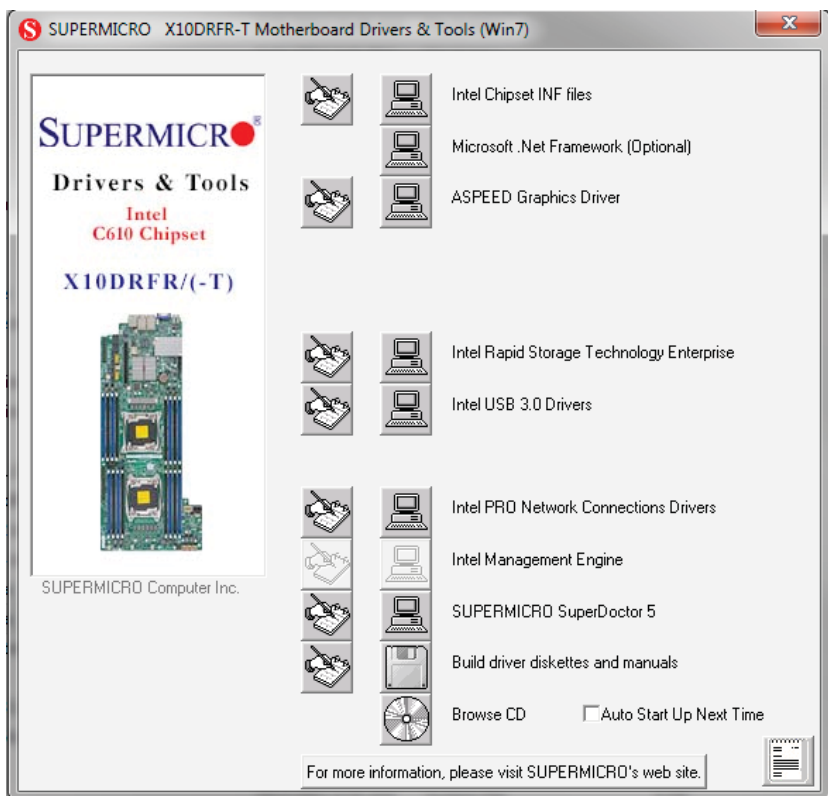 SUPERMICRO X10DRFR-T Motherboard Drivers & Tools (Win7)
SUPERMICRO®
Drivers & Tools
Intel
C610 Chipset
X10DRFR/(-T)
SUPERMICRO Computer Inc.
Intel Chipset INF files
Microsoft .Net Framework (Optional)
ASPEED Graphics Driver
Intel Rapid Storage Technology Enterprise
Intel USB 3.0 Drivers
Intel PRO Network Connections Drivers
Intel Management Engine
SUPERMICRO SuperDoctor 5
Build driver diskettes and manuals
Browse CD Auto Start Up Next Time
For more information, please visit SUPERMICRO's web site.